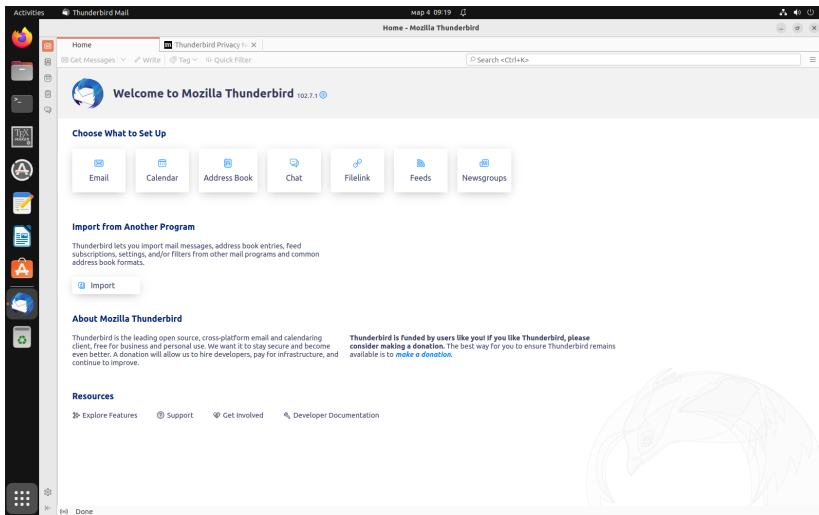 Activities
Thunderbird Mail
мар 4 09:19
Home - Mozilla Thunderbird
Home
Thunderbird Privacy
Get Messages
Write
Tag
Quick Filter
Search <Ctrl+K>
Welcome to Mozilla Thunderbird 102.7.1
Choose What to Set Up
Email
Calendar
Address Book
Chat
Filelink
Feeds
Newsgroups
Import from Another Program
Thunderbird lets you import mail messages, address book entries, feed
subscriptions, settings, and/or filters from other mail programs and common
address book formats.
Import
About Mozilla Thunderbird
Thunderbird is the leading open source, cross-platform email and calendaring
client, free for business and personal use. We want it to stay secure and become
even better. A donation will allow us to hire developers, pay for infrastructure, and
continue to improve.
Thunderbird is funded by users like you! If you like Thunderbird, please
consider making a donation. The best way for you to ensure Thunderbird remains
available is to make a donation.
Resources
Explore Features
Support
Get Involved
Developer Documentation
Done